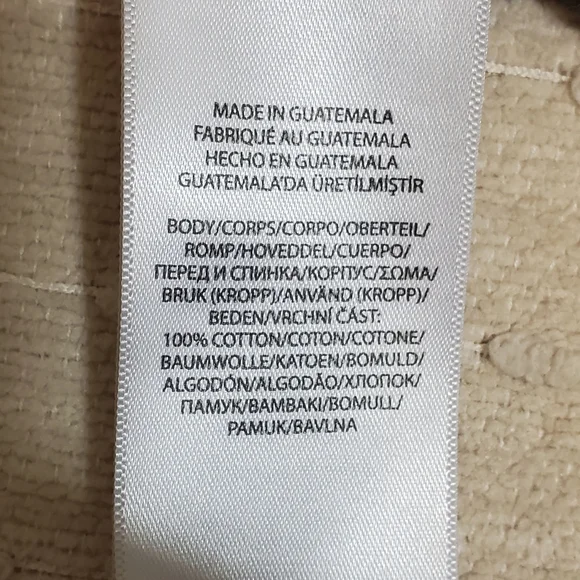 MADE IN GUATEMALA
FABRIQUÉ AU GUATEMALA
HECHO EN GUATEMALA
GUATEMALA'DA ÜRETİLMİŞTİR
BODY/CORPS/CORPO/OBERTEIL/
ROMP/HOVEDDEL/CUERPO/
ПЕРЕД И СПИНКА/КОРПУС/ΣΩΜΑ/
BRUK (KROPP)/ANVÄND (KROPP)/
BEDEN/VRCHNÍ ČÁST:
100% COTTON/COTON/COTONE/
BAUMWOLLE/KATOEN/BOMULD/
ALGODÓN/ALGODÃO/ХЛОПОК/
ПАМУК/BAMBAKI/BOMULL/
PAMUK/BAVLNA